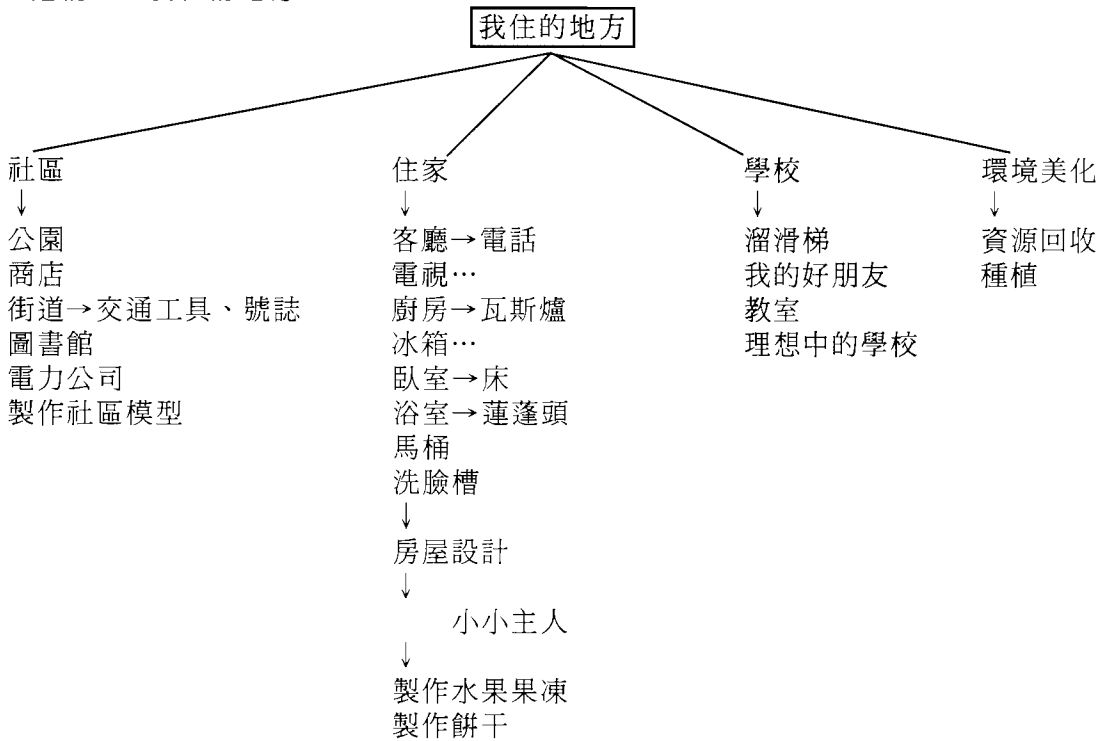 我住的地方
社區
↓
公園
商店
街道→交通工具、號誌
圖書館
電力公司
製作社區模型
住家
↓
客廳→電話
電視…
廚房→瓦斯爐
冰箱…
臥室→床
浴室→蓮蓬頭
馬桶
洗臉槽
↓
房屋設計
↓
小小主人
↓
製作水果果凍
製作餅干
學校
↓
溜滑梯
我的好朋友
教室
理想中的學校
環境美化
↓
資源回收
種植